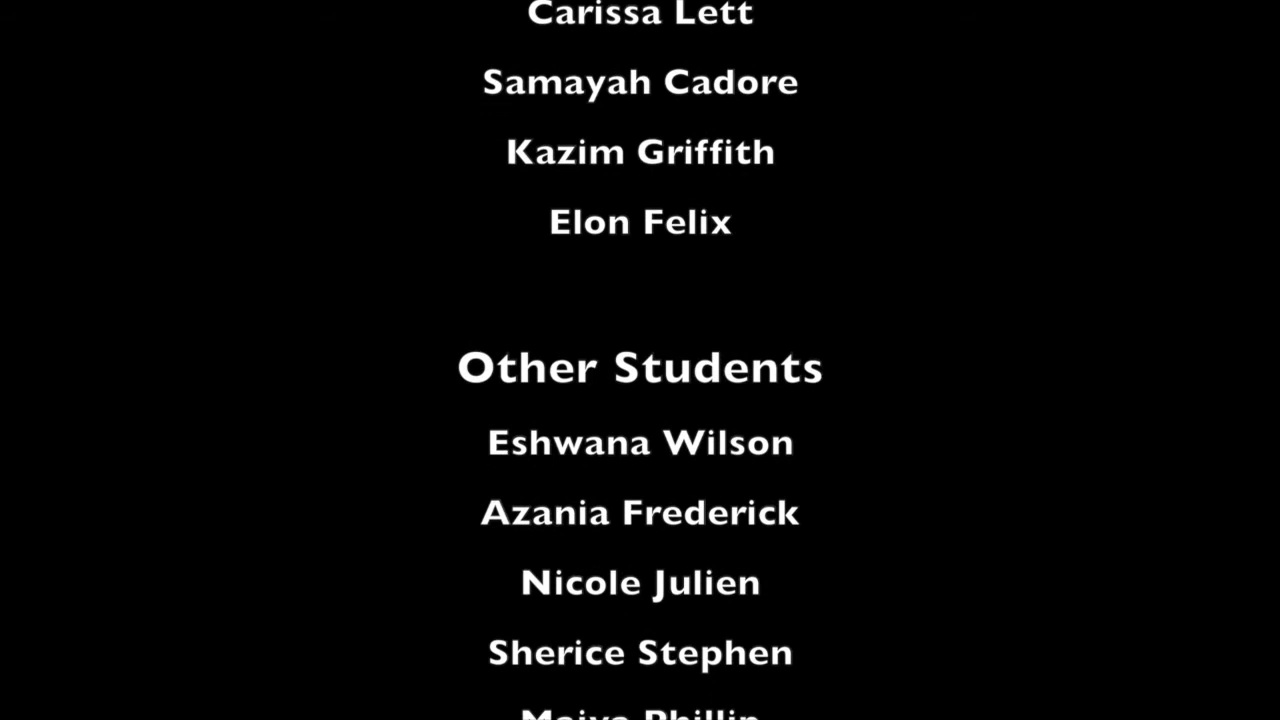 Carissa Lett
Samayah Cadore
Kazim Griffith
Elon Felix
Other Students
Eshwana Wilson
Azania Frederick
Nicole Julien
Sherice Stephen